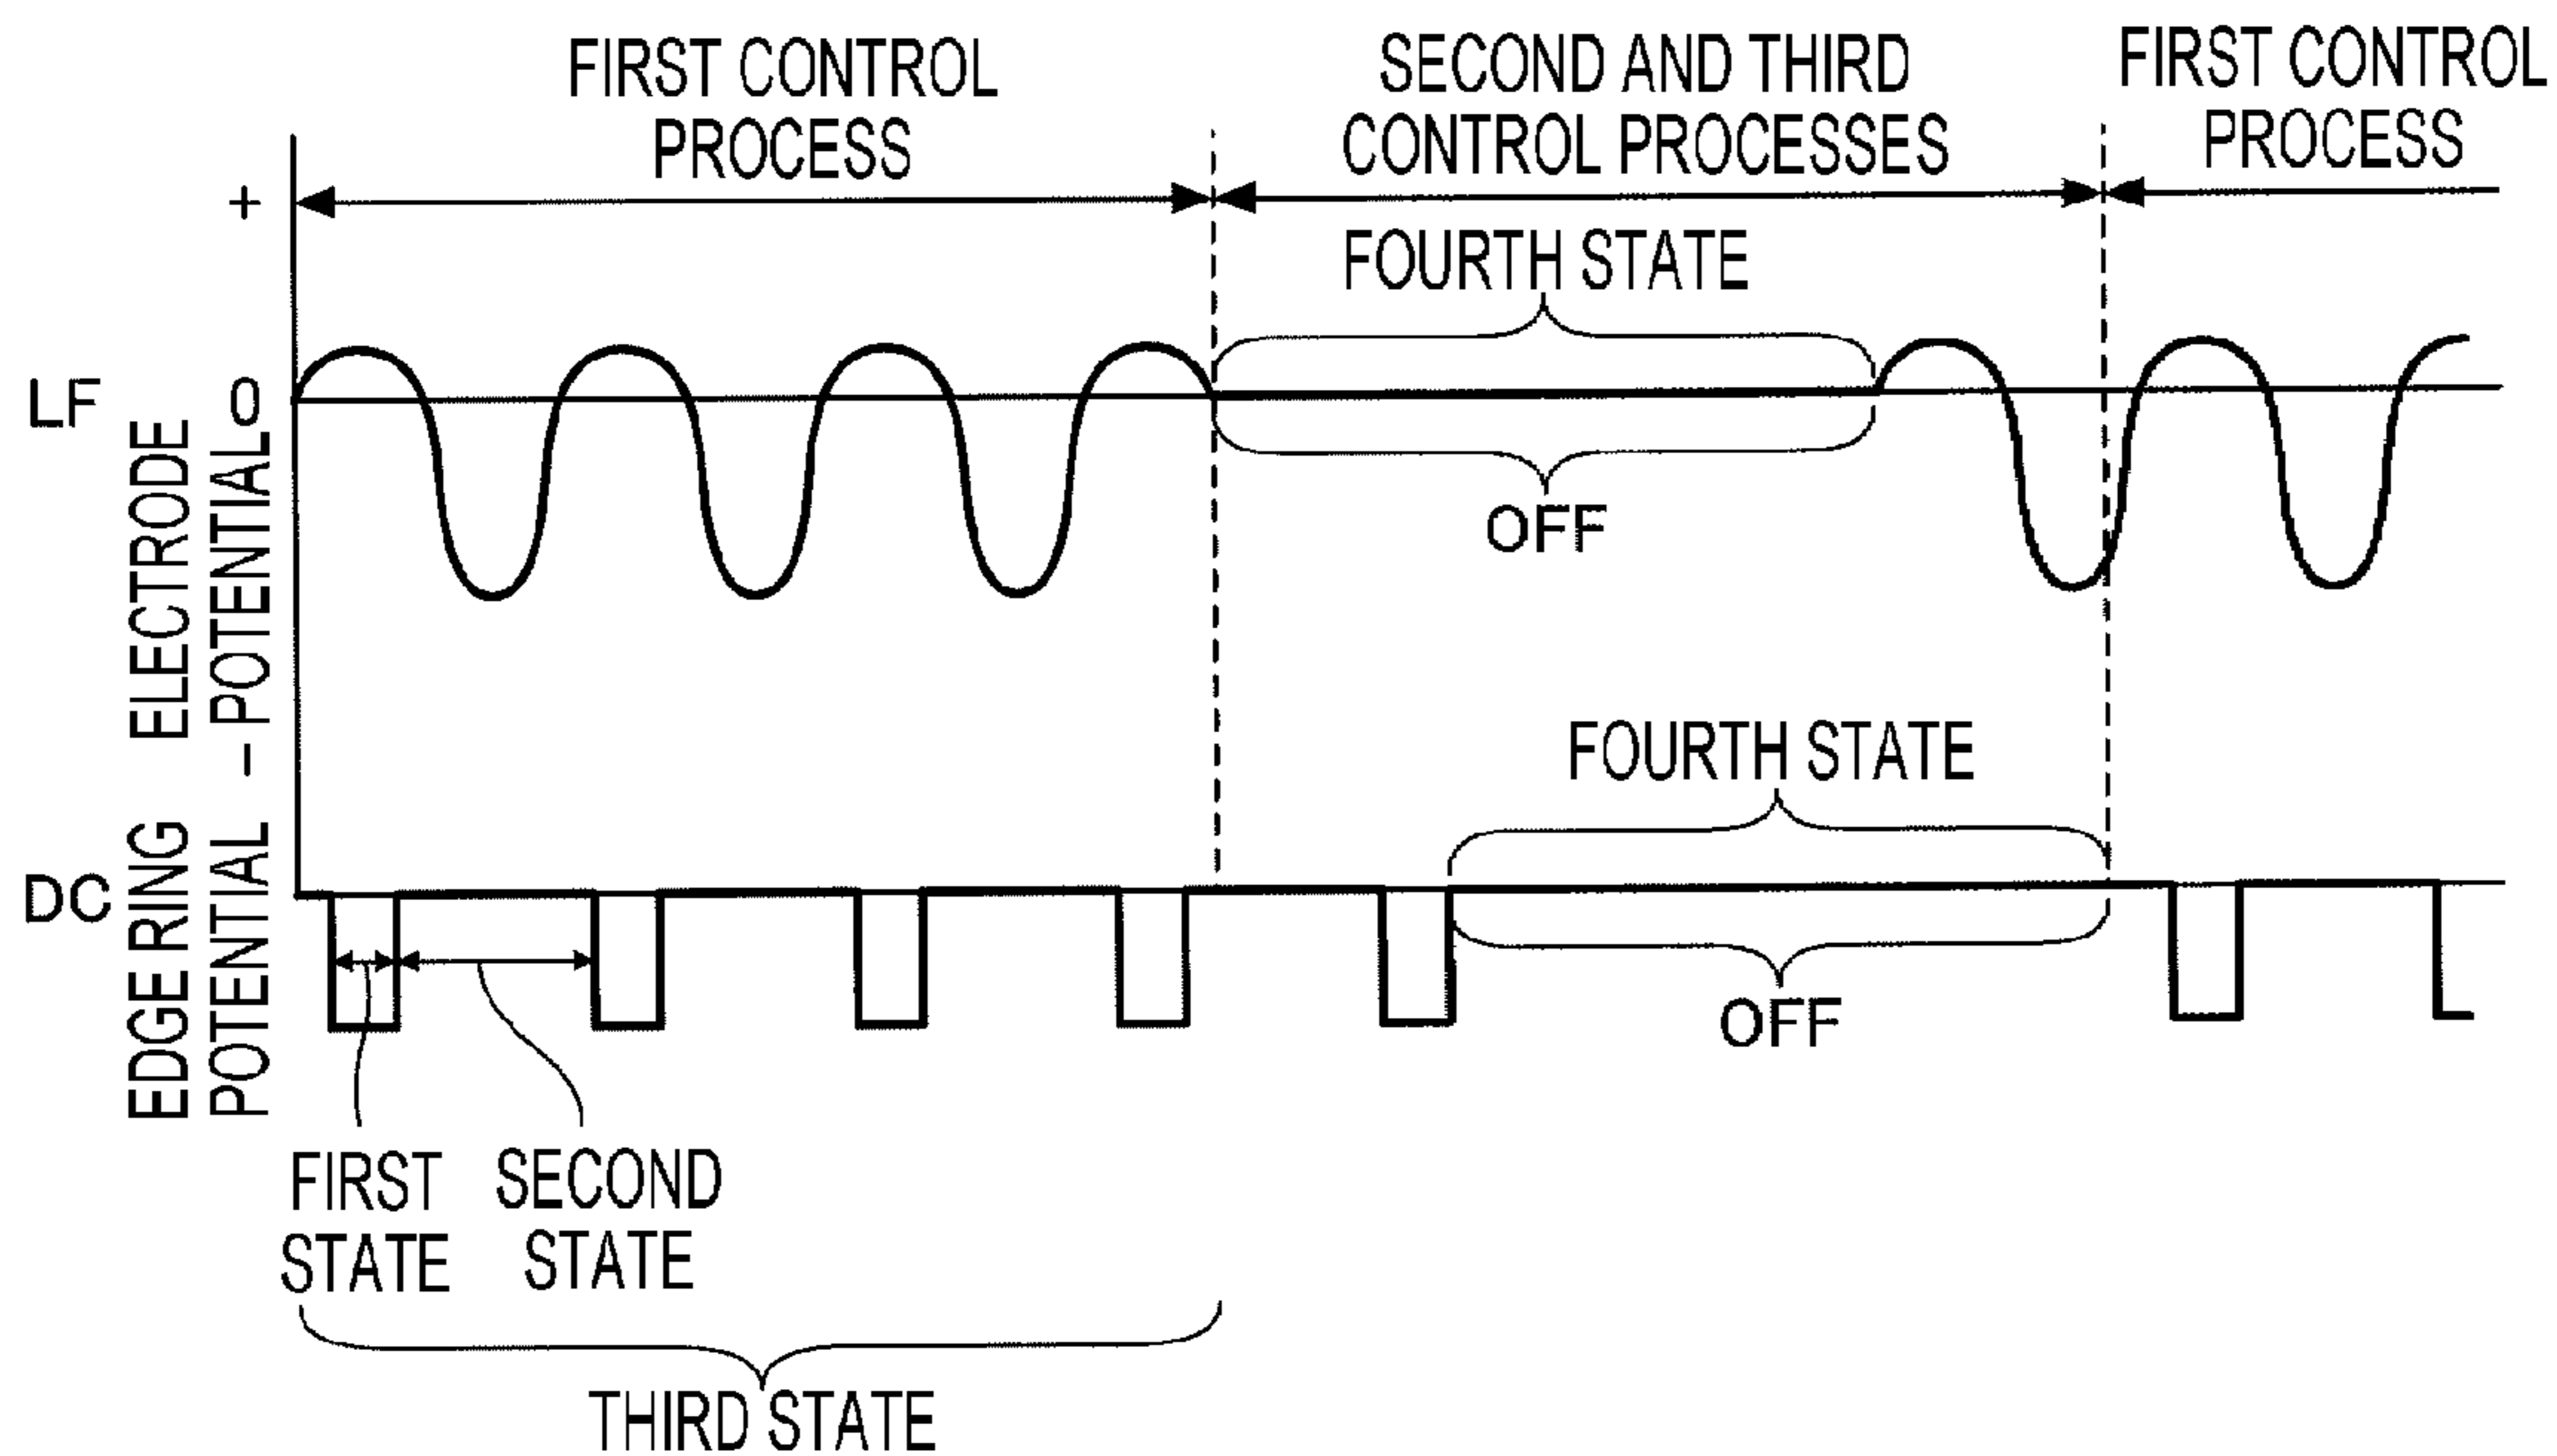 FIRST CONTROL
PROCESS
SECOND AND THIRD
CONTROL PROCESSES
FIRST CONTROL
PROCESS
+
FOURTH STATE
LF
0
ELECTRODE
POTENTIAL
–
OFF
FOURTH STATE
DC
EDGE RING
POTENTIAL
OFF
FIRST
STATE
SECOND
STATE
THIRD STATE